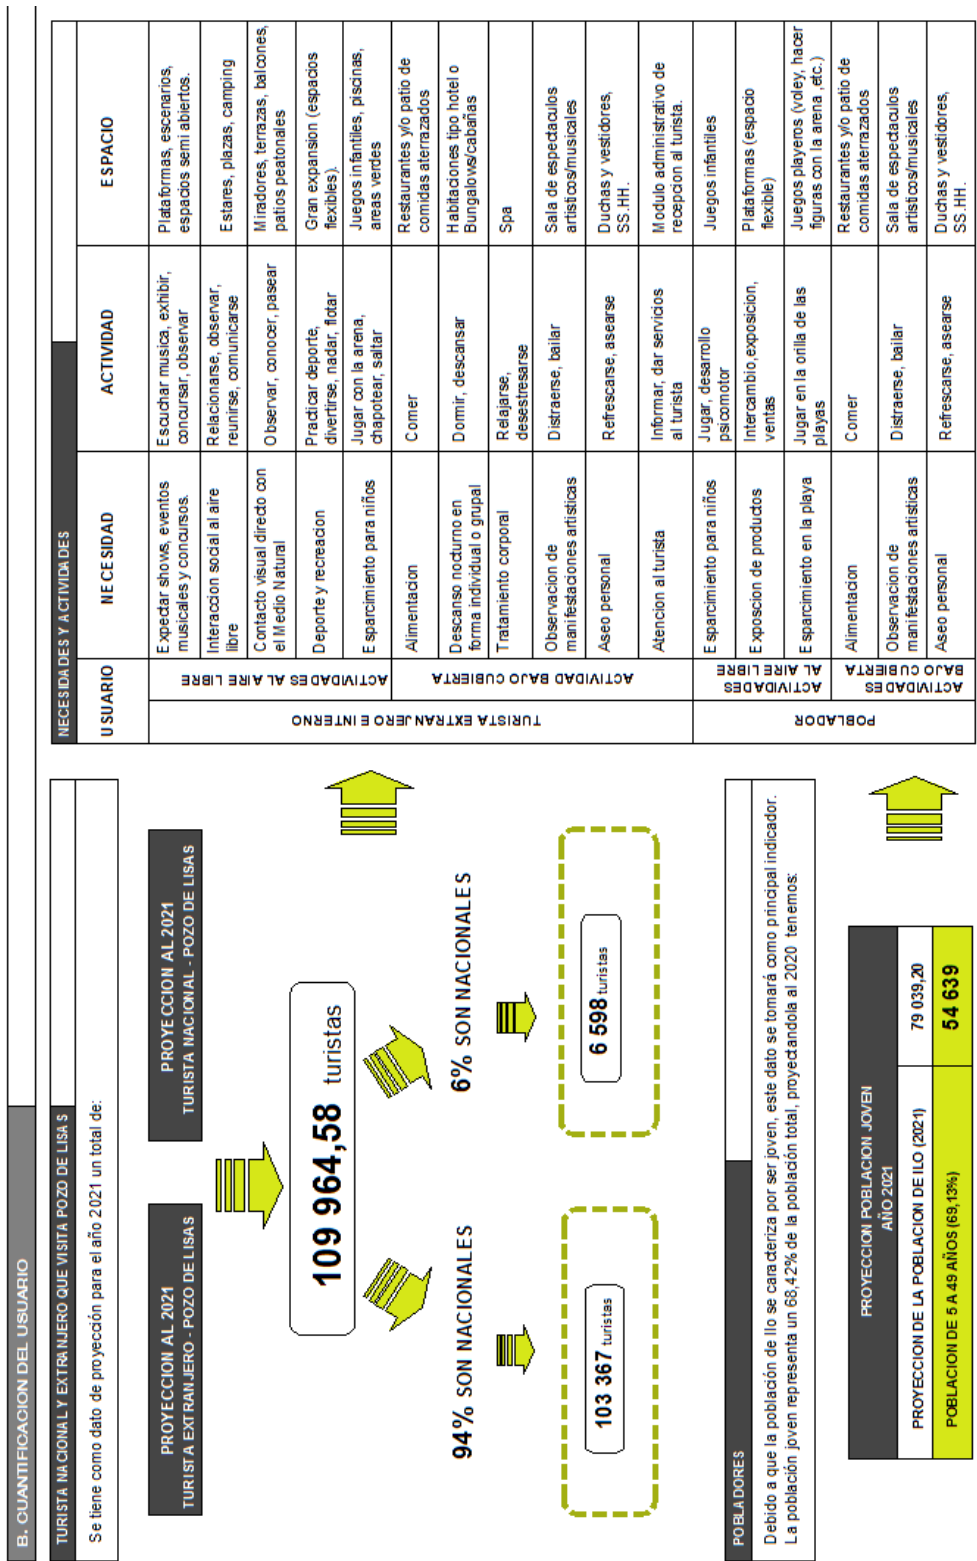 B. CUANTIFICACION DEL USUARIO
TURISTA NACIONAL Y EXTRANJERO QUE VISITA POZO DE LISAS
Se tiene como dato de proyección para el año 2021 un total de:
PROYECCION AL 2021
TURISTA EXTRANJERO - POZO DE LISAS
PROYECCION AL 2021
TURISTA NACIONAL - POZO DE LISAS
109 964,58 turistas
94% SON NACIONALES
6% SON NACIONALES
103 367 turistas
6 598 turistas
POBLADORES
Debido a que la población de Ilo se caracteriza por ser joven, este dato se tomará como principal indicador.
La población joven representa un 68,42% de la población total, proyectandola al 2020 tenemos:
PROYECCION POBLACION JOVEN
AÑO 2021
PROYECCION DE LA POBLACION DE ILO (2021)
79 039,20
POBLACION DE 5 A 49 AÑOS (69,13%)
54 639
NECESIDADES Y ACTIVIDADES
USUARIO
NECESIDAD
ACTIVIDAD
ESPACIO
TURISTA EXTRANJERO E INTERNO
ACTIVIDADES AL AIRE LIBRE
Expectar shows, eventos
musicales y concursos.
Escuchar musica, exhibir,
concursar, observar
Plataformas, escenarios,
espacios semi abiertos.
Interaccion social al aire
libre
Relacionarse, observar,
reunirse, comunicarse
Estares, plazas, camping
Contacto visual directo con
el Medio Natural
Observar, conocer, pasear
Miradores, terrazas, balcones,
patios peatonales
Deporte y recreacion
Practicar deporte,
divertirse, nadar, flotar
Gran expansion (espacios
flexibles).
Esparcimiento para niños
Jugar con la arena,
chapotear, saltar
Juegos infantiles, piscinas,
areas verdes
ACTIVIDAD BAJO CUBIERTA
Alimentacion
Comer
Restaurantes y/o patio de
comidas aterrazados
Descanso nocturno en
forma individual o grupal
Dormir, descansar
Habitaciones tipo hotel o
Bungalows/cabañas
Tratamiento corporal
Relajarse,
desestresarse
Spa
Observacion de
manifestaciones artisticas
Distraerse, bailar
Sala de espectaculos
artisticos/musicales
Aseo personal
Refrescarse, asearse
Duchas y vestidores,
SS.HH.
Atencion al turista
Informar, dar servicios
al turista
Modulo administrativo de
recepcion al turista.
POBLADOR
ACTIVIDADES
AL AIRE LIBRE
Esparcimiento para niños
Jugar, desarrollo
psicomotor
Juegos infantiles
Exposcion de productos
Intercambio, exposicion,
ventas
Plataformas (espacio
flexible)
Esparcimiento en la playa
Jugar en la orilla de las
playas
Juegos playeros (voley, hacer
figuras con la arena ,etc.)
ACTIVIDADES
BAJO CUBIERTA
Alimentacion
Comer
Restaurantes y/o patio de
comidas aterrazados
Observacion de
manifestaciones artisticas
Distraerse, bailar
Sala de espectaculos
artisticos/musicales
Aseo personal
Refrescarse, asearse
Duchas y vestidores,
SS.HH.